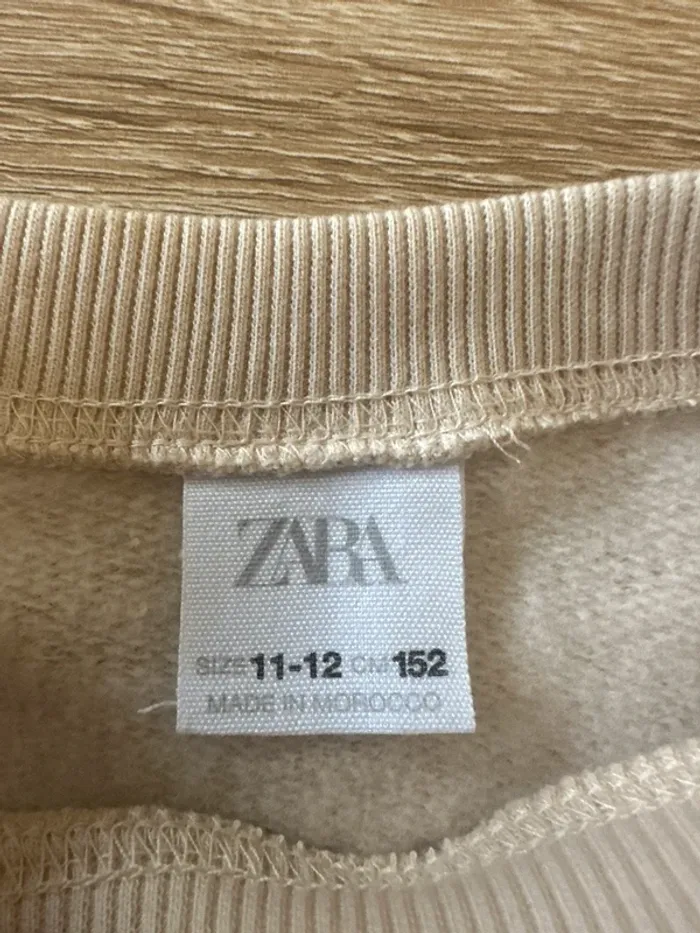 ZARA
SIZE 11-12 CM 152
MADE IN MOROCCO